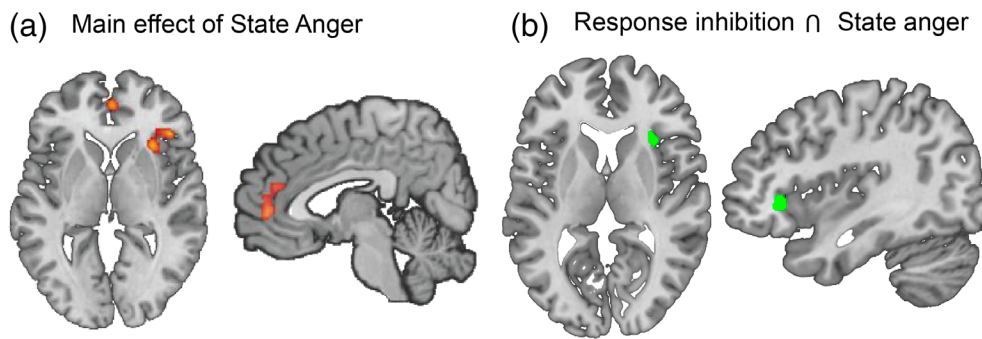 (a) Main effect of State Anger
(b) Response inhibition ∩ State anger